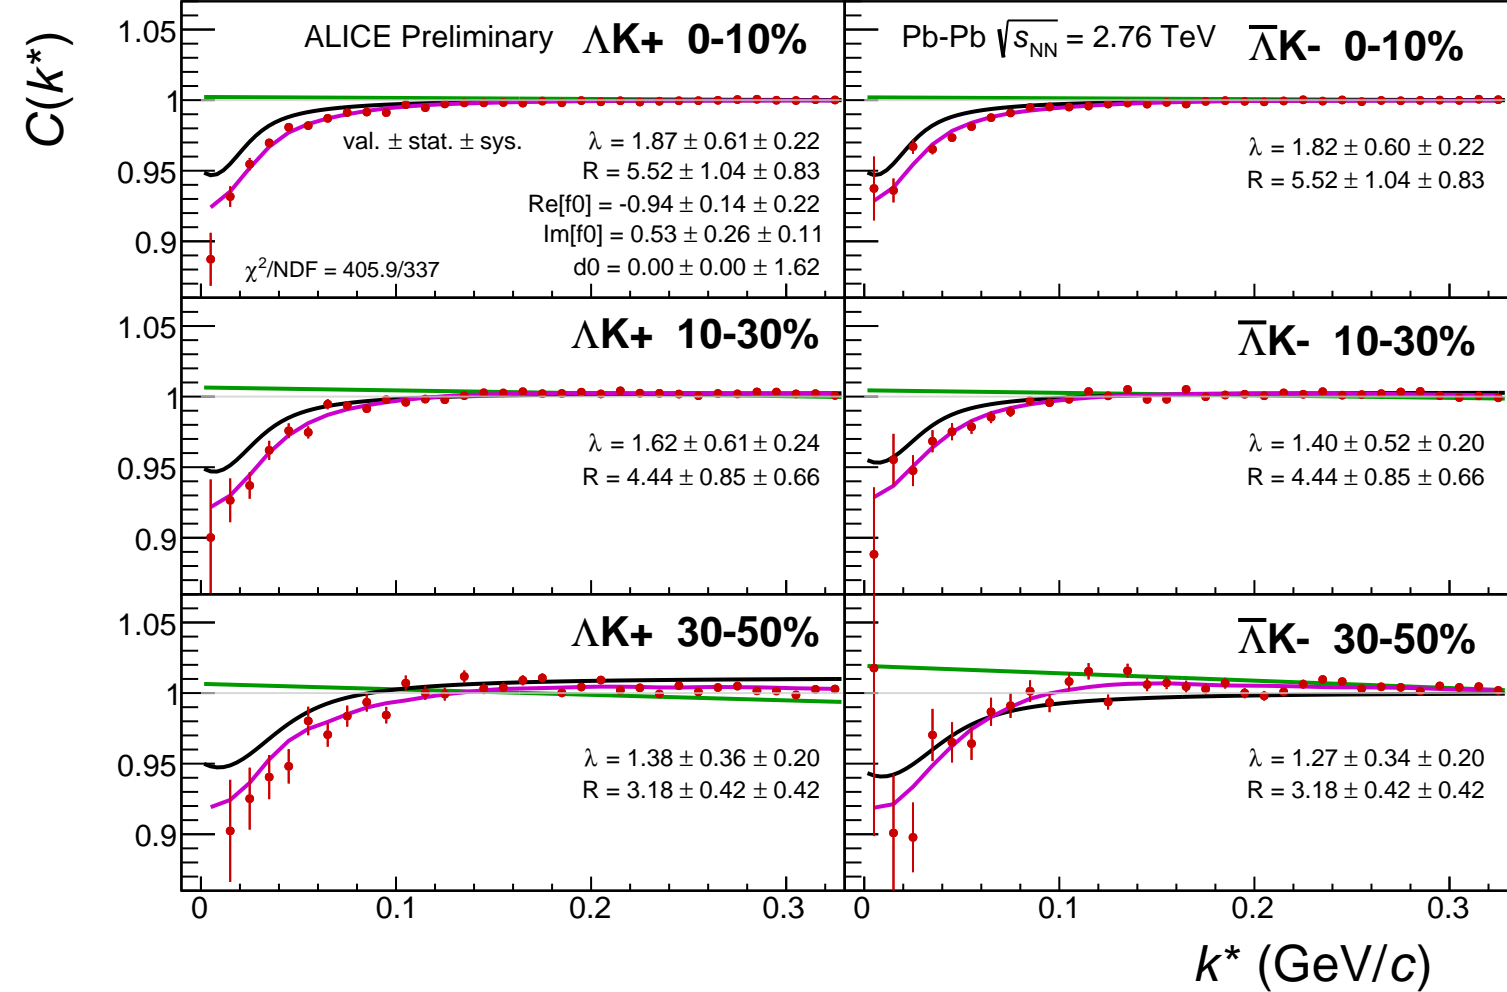 C(k*)
ALICE Preliminary ΛK+ 0-10%
1.05
1
0.95
0.9
val. ± stat. ± sys.
λ = 1.87 ± 0.61 ± 0.22
R = 5.52 ± 1.04 ± 0.83
Re[f0] = -0.94 ± 0.14 ± 0.22
Im[f0] = 0.53 ± 0.26 ± 0.11
d0 = 0.00 ± 0.00 ± 1.62
χ²/NDF = 405.9/337
Pb-Pb √sNN = 2.76 TeV Λ̅K- 0-10%
λ = 1.82 ± 0.60 ± 0.22
R = 5.52 ± 1.04 ± 0.83
ΛK+ 10-30%
1.05
1
0.95
0.9
λ = 1.62 ± 0.61 ± 0.24
R = 4.44 ± 0.85 ± 0.66
Λ̅K- 10-30%
λ = 1.40 ± 0.52 ± 0.20
R = 4.44 ± 0.85 ± 0.66
ΛK+ 30-50%
1.05
1
0.95
0.9
λ = 1.38 ± 0.36 ± 0.20
R = 3.18 ± 0.42 ± 0.42
Λ̅K- 30-50%
λ = 1.27 ± 0.34 ± 0.20
R = 3.18 ± 0.42 ± 0.42
0 0.1 0.2 0.3 0 0.1 0.2 0.3
k* (GeV/c)